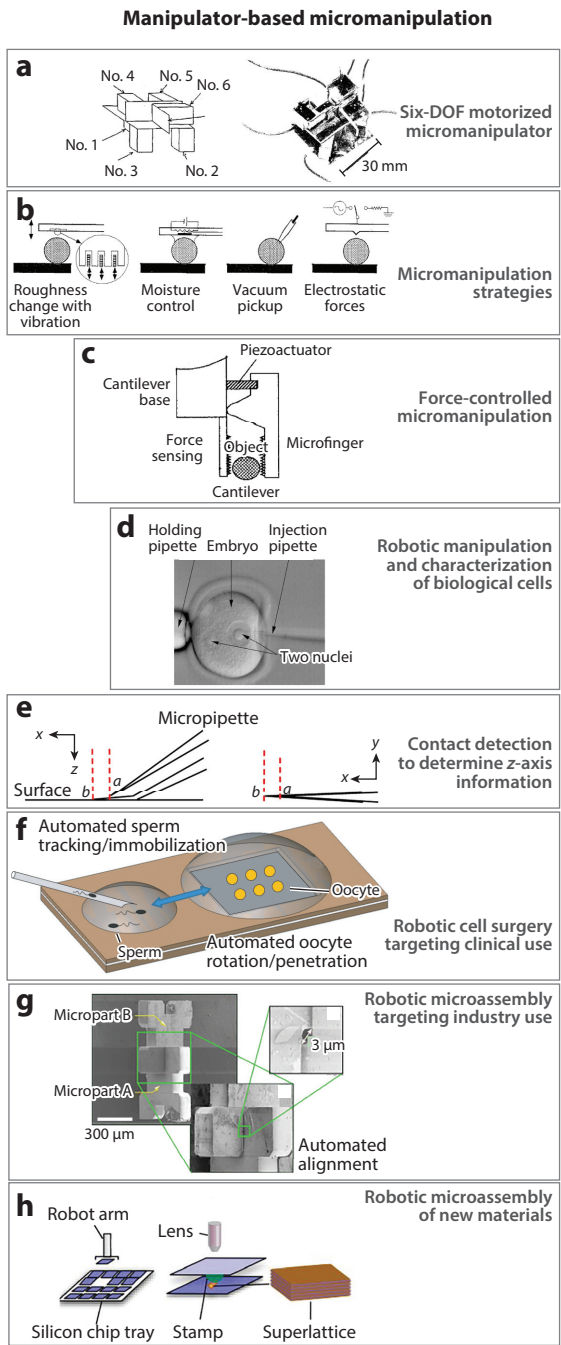 Manipulator-based micromanipulation
a
No. 4
No. 5
No. 6
No. 1
No. 3
No. 2
30 mm
Six-DOF motorized
micromanipulator
b
Roughness
change with
vibration
Moisture
control
Vacuum
pickup
Electrostatic
forces
Micromanipulation
strategies
c
Piezoactuator
Cantilever
base
Force
sensing
Object
Microfinger
Cantilever
Force-controlled
micromanipulation
d
Holding
pipette
Embryo
Injection
pipette
Two nuclei
Robotic manipulation
and characterization
of biological cells
e
x
z
Micropipette
a
b
Surface
y
x
b
a
Contact detection
to determine z-axis
information
f
Automated sperm
tracking/immobilization
Oocyte
Sperm
Automated oocyte
rotation/penetration
Robotic cell surgery
targeting clinical use
g
Micropart B
Micropart A
300 µm
3 µm
Automated
alignment
Robotic microassembly
targeting industry use
h
Robot arm
Lens
Silicon chip tray
Stamp
Superlattice
Robotic microassembly
of new materials